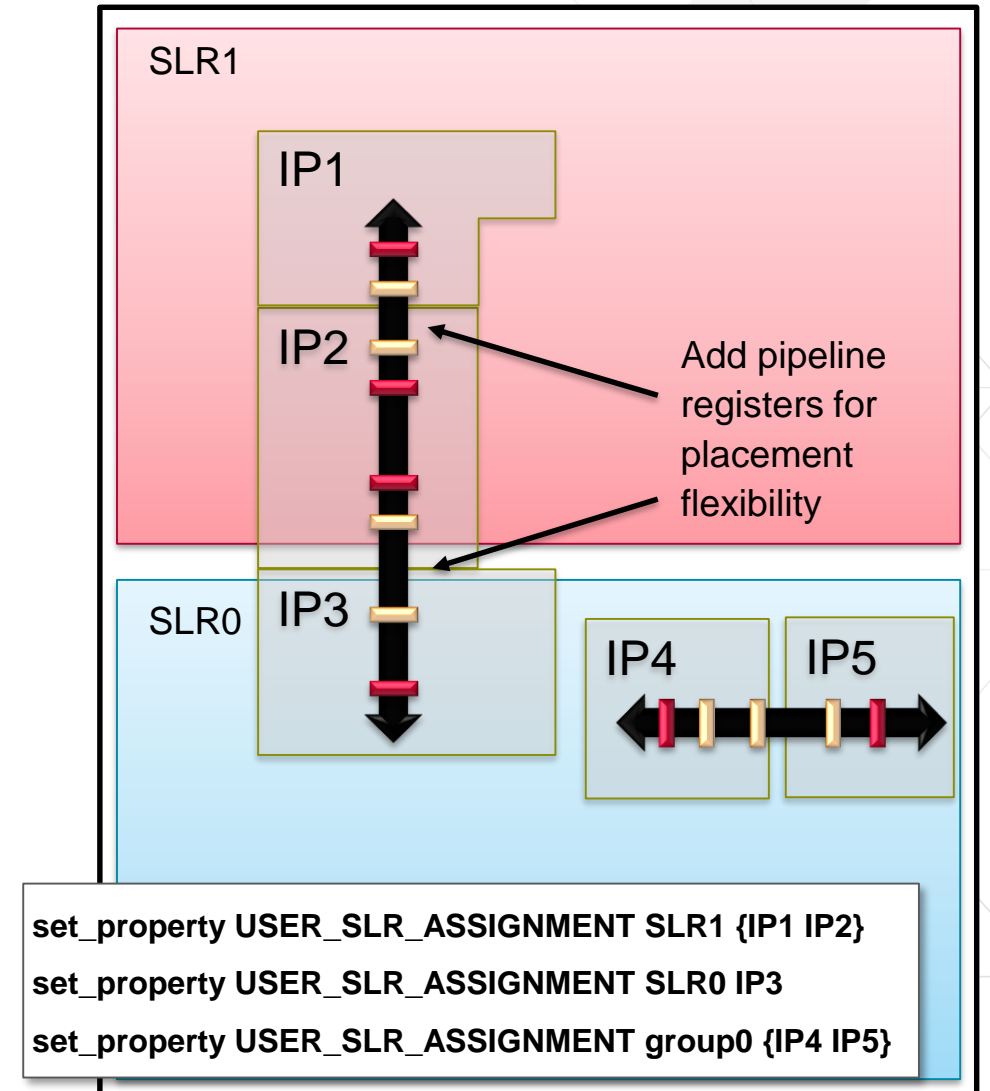 SLR1
IP1
IP2
Add pipeline
registers for
placement
flexibility
SLR0
IP3
IP4
IP5
set_property USER_SLR_ASSIGNMENT SLR1 {IP1 IP2}
set_property USER_SLR_ASSIGNMENT SLR0 IP3
set_property USER_SLR_ASSIGNMENT group0 {IP4 IP5}